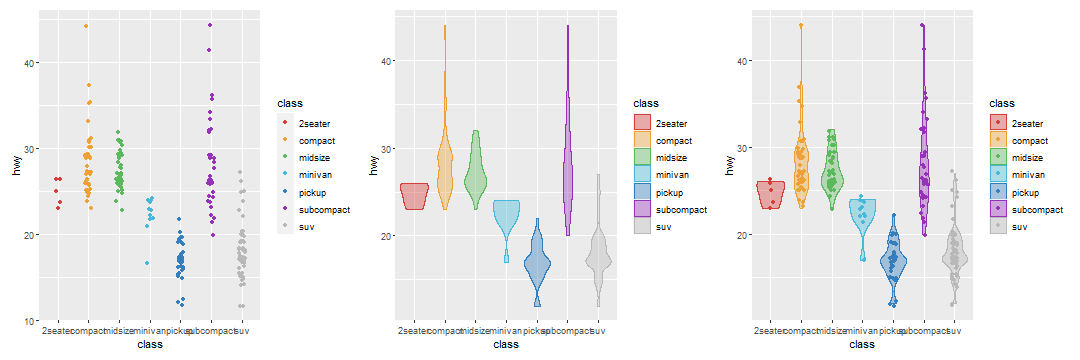 hwy
40
30
20
10
2seater compact midsize minivan pickup subcompact suv
class
class
2seater
compact
midsize
minivan
pickup
subcompact
suv
hwy
40
30
20
2seater compact midsize minivan pickup subcompact suv
class
class
2seater
compact
midsize
minivan
pickup
subcompact
suv
hwy
40
30
20
2seater compact midsize minivan pickup subcompact suv
class
class
2seater
compact
midsize
minivan
pickup
subcompact
suv